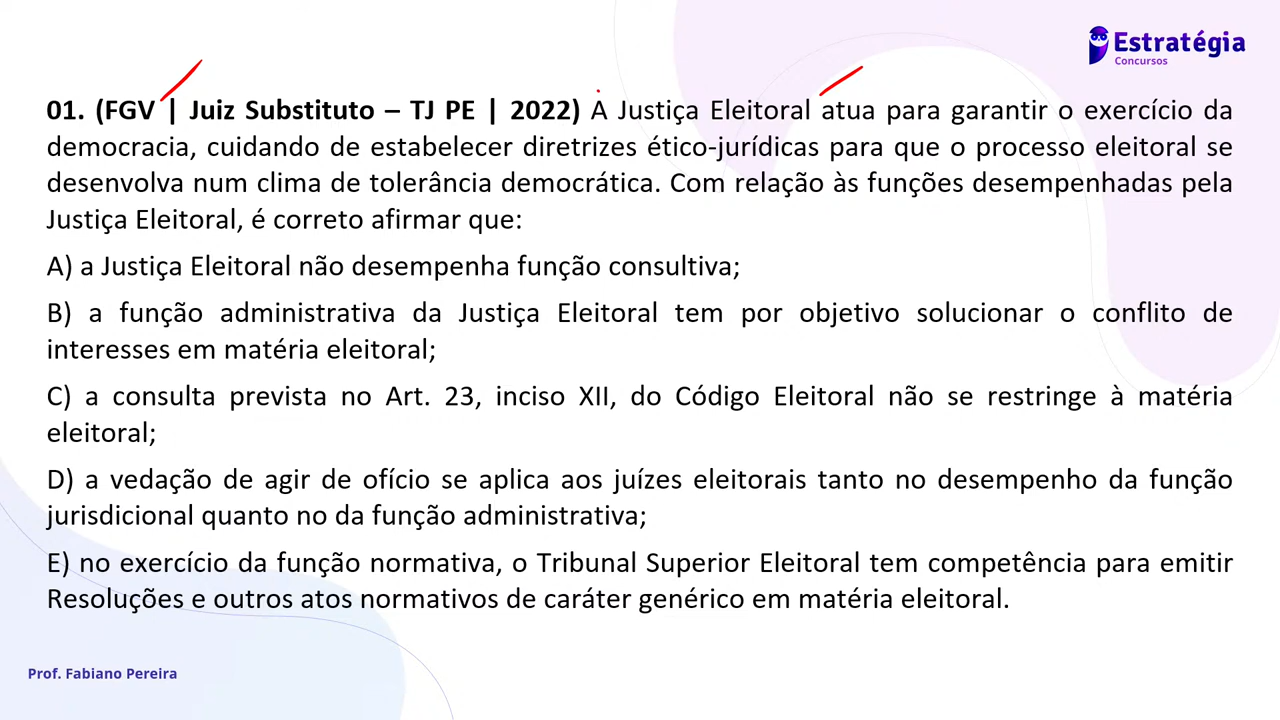 Estratégia
Concursos
01. (FGV | Juiz Substituto – TJ PE | 2022) A Justiça Eleitoral atua para garantir o exercício da
democracia, cuidando de estabelecer diretrizes ético-jurídicas para que o processo eleitoral se
desenvolva num clima de tolerância democrática. Com relação às funções desempenhadas pela
Justiça Eleitoral, é correto afirmar que:
A) a Justiça Eleitoral não desempenha função consultiva;
B) a função administrativa da Justiça Eleitoral tem por objetivo solucionar o conflito de
interesses em matéria eleitoral;
C) a consulta prevista no Art. 23, inciso XII, do Código Eleitoral não se restringe à matéria
eleitoral;
D) a vedação de agir de ofício se aplica aos juízes eleitorais tanto no desempenho da função
jurisdicional quanto no da função administrativa;
E) no exercício da função normativa, o Tribunal Superior Eleitoral tem competência para emitir
Resoluções e outros atos normativos de caráter genérico em matéria eleitoral.
Prof. Fabiano Pereira